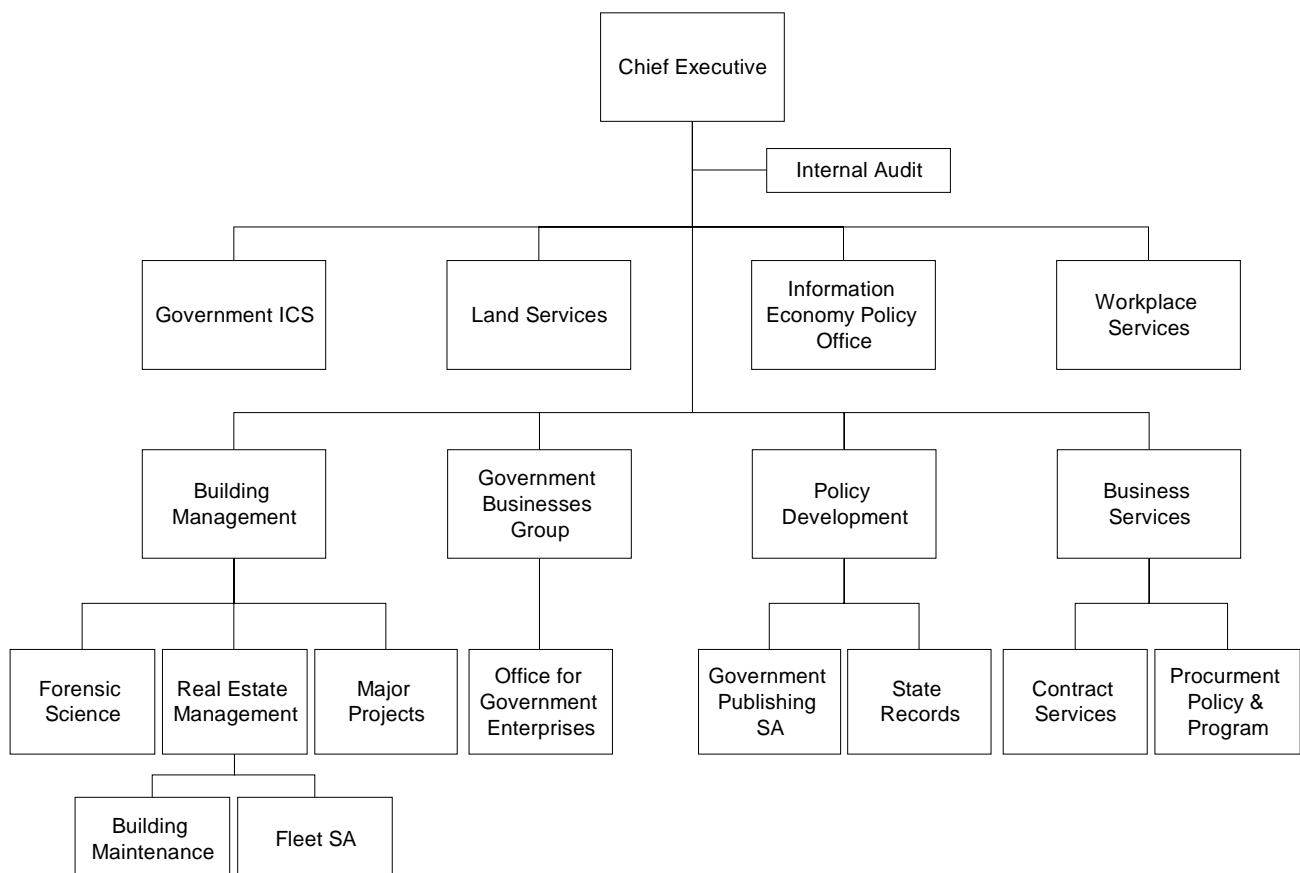 Chief Executive
Internal Audit
Government ICS
Land Services
Information
Economy Policy
Office
Workplace
Services
Building
Management
Government
Businesses
Group
Policy
Development
Business
Services
Forensic
Science
Real Estate
Management
Major
Projects
Office for
Government
Enterprises
Government
Publishing
SA
State
Records
Contract
Services
Procurment
Policy &
Program
Building
Maintenance
Fleet SA